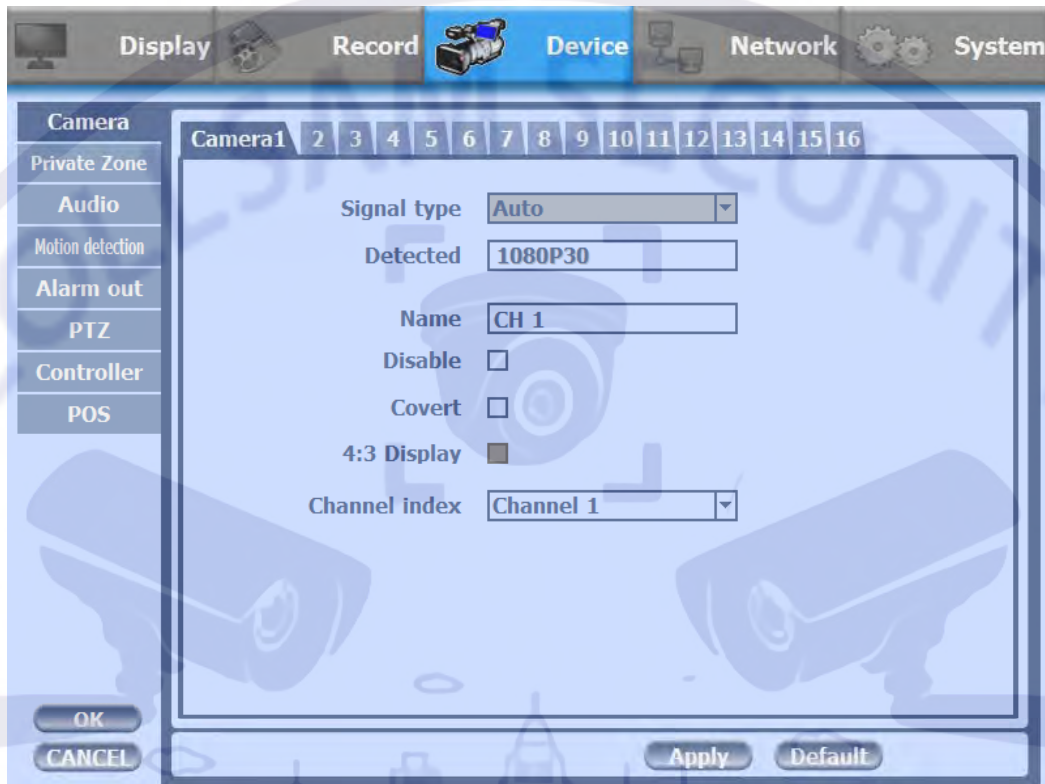 Display Record Device Network System
Camera
Private Zone
Audio
Motion detection
Alarm out
PTZ
Controller
POS
OK
CANCEL
Camera1 2 3 4 5 6 7 8 9 10 11 12 13 14 15 16
Signal type Auto
Detected 1080P30
Name CH 1
Disable
Covert
4:3 Display
Channel index Channel 1
Apply Default